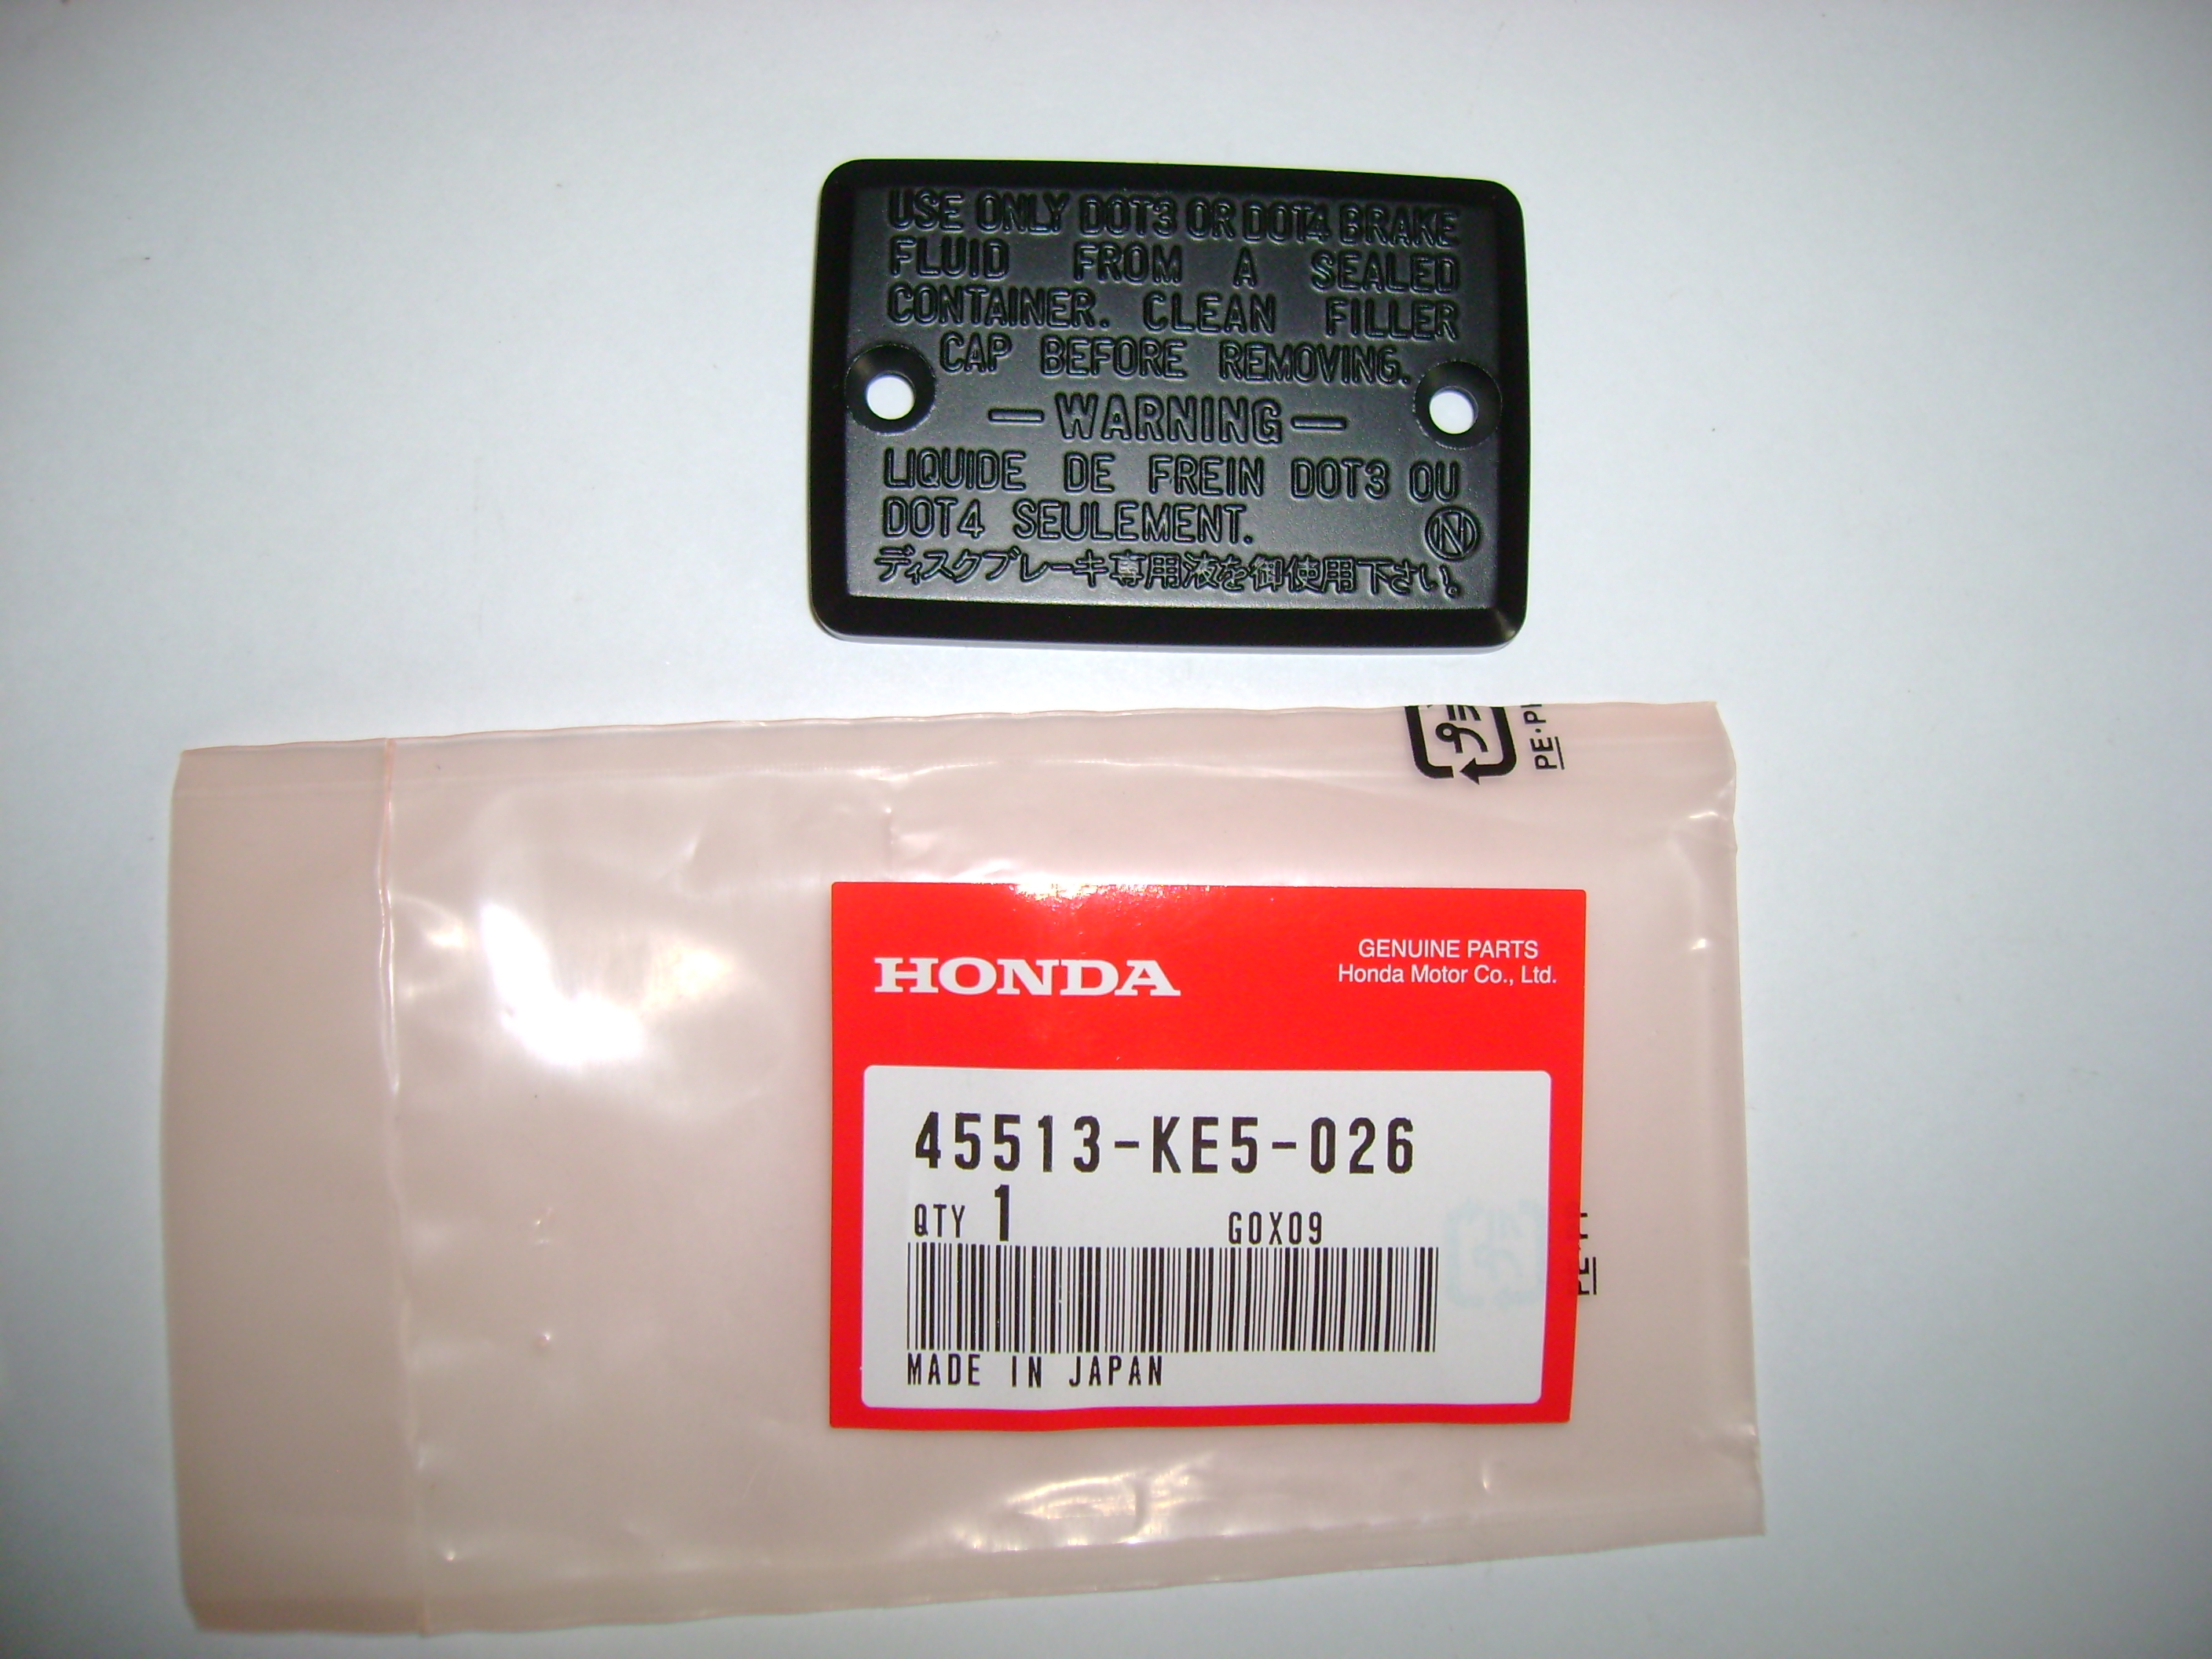 USE ONLY DOT3 OR DOT4 BRAKE
FLUID FROM A SEALED
CONTAINER. CLEAN FILLER
CAP BEFORE REMOVING.
— WARNING —
LIQUIDE DE FREIN DOT3 OU
DOT4 SEULEMENT.
N
ディスクブレーキ専用液を御使用下さい。
プラ
PE・P
HONDA
GENUINE PARTS
Honda Motor Co., Ltd.
45513-KE5-026
QTY 1 GOX09
MADE IN JAPAN